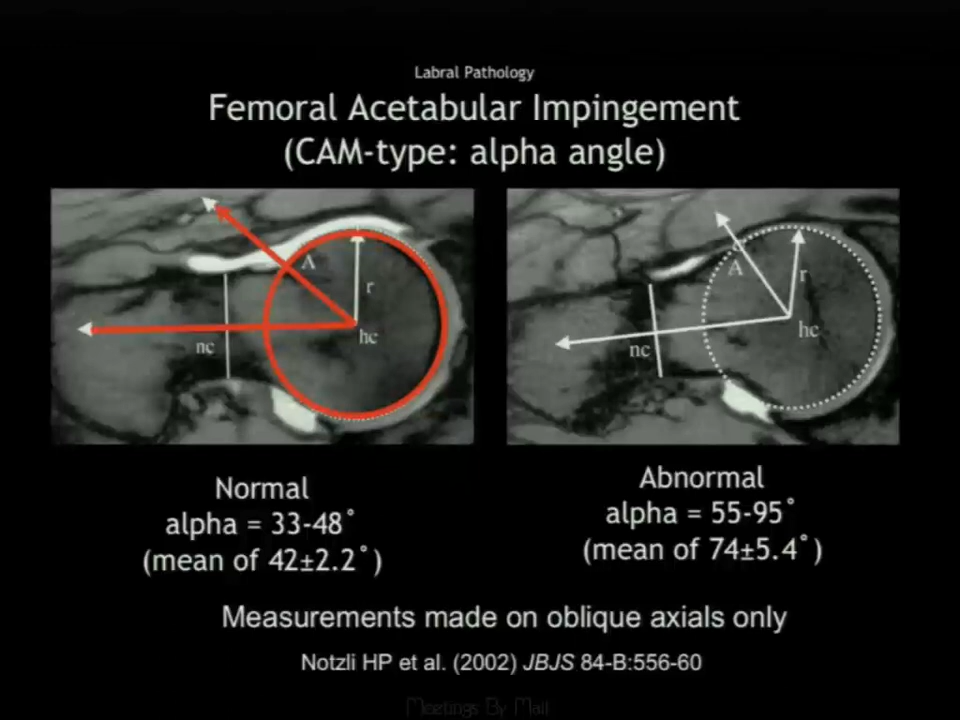 Labral Pathology
Femoral Acetabular Impingement
(CAM-type: alpha angle)
A
r
hc
nc
A
r
hc
nc
Normal
alpha = 33-48˚
(mean of 42±2.2˚)
Abnormal
alpha = 55-95˚
(mean of 74±5.4˚)
Measurements made on oblique axials only
Notzli HP et al. (2002) JBJS 84-B:556-60
Meetings By Mail